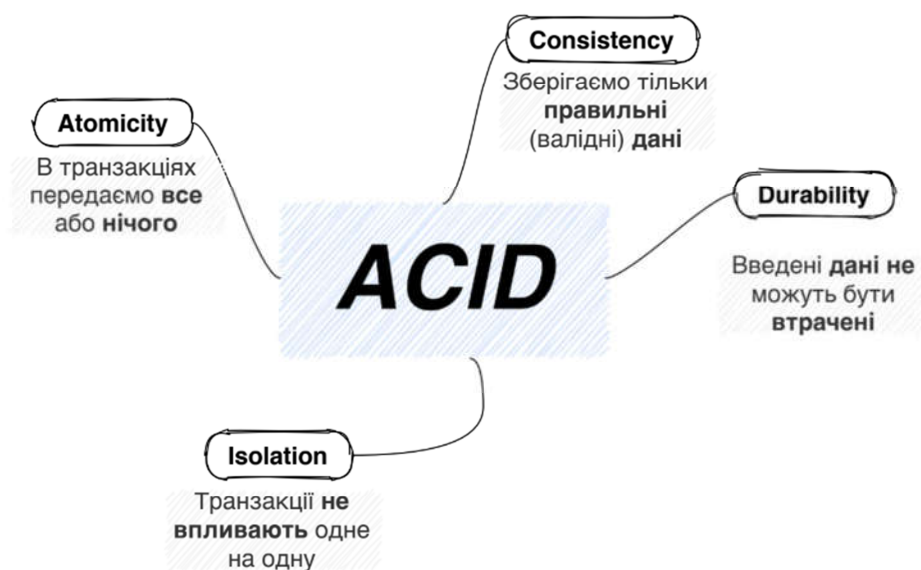 Consistency
Зберігаємо тільки
правильні
(валідні) дані
Atomicity
В транзакціях
передаємо все
або нічого
ACID
Durability
Введені дані не
можуть бути
втрачені
Isolation
Транзакції не
впливають одне
на одну